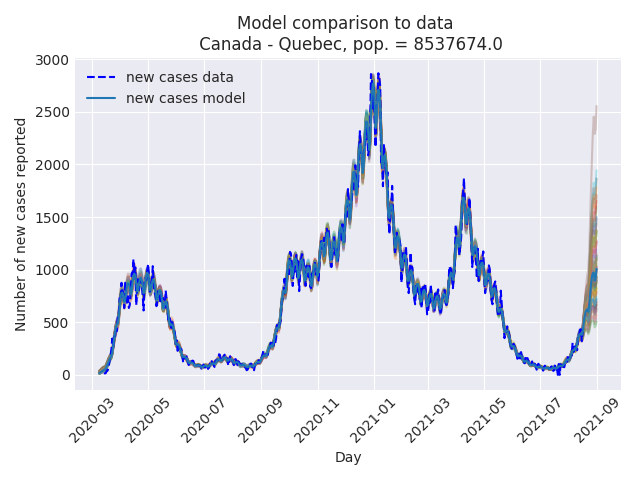 Model comparison to data
Canada - Quebec, pop. = 8537674.0
new cases data
new cases model
Number of new cases reported
3000
2500
2000
1500
1000
500
0
2020-03
2020-05
2020-07
2020-09
2020-11
2021-01
2021-03
2021-05
2021-07
2021-09
Day